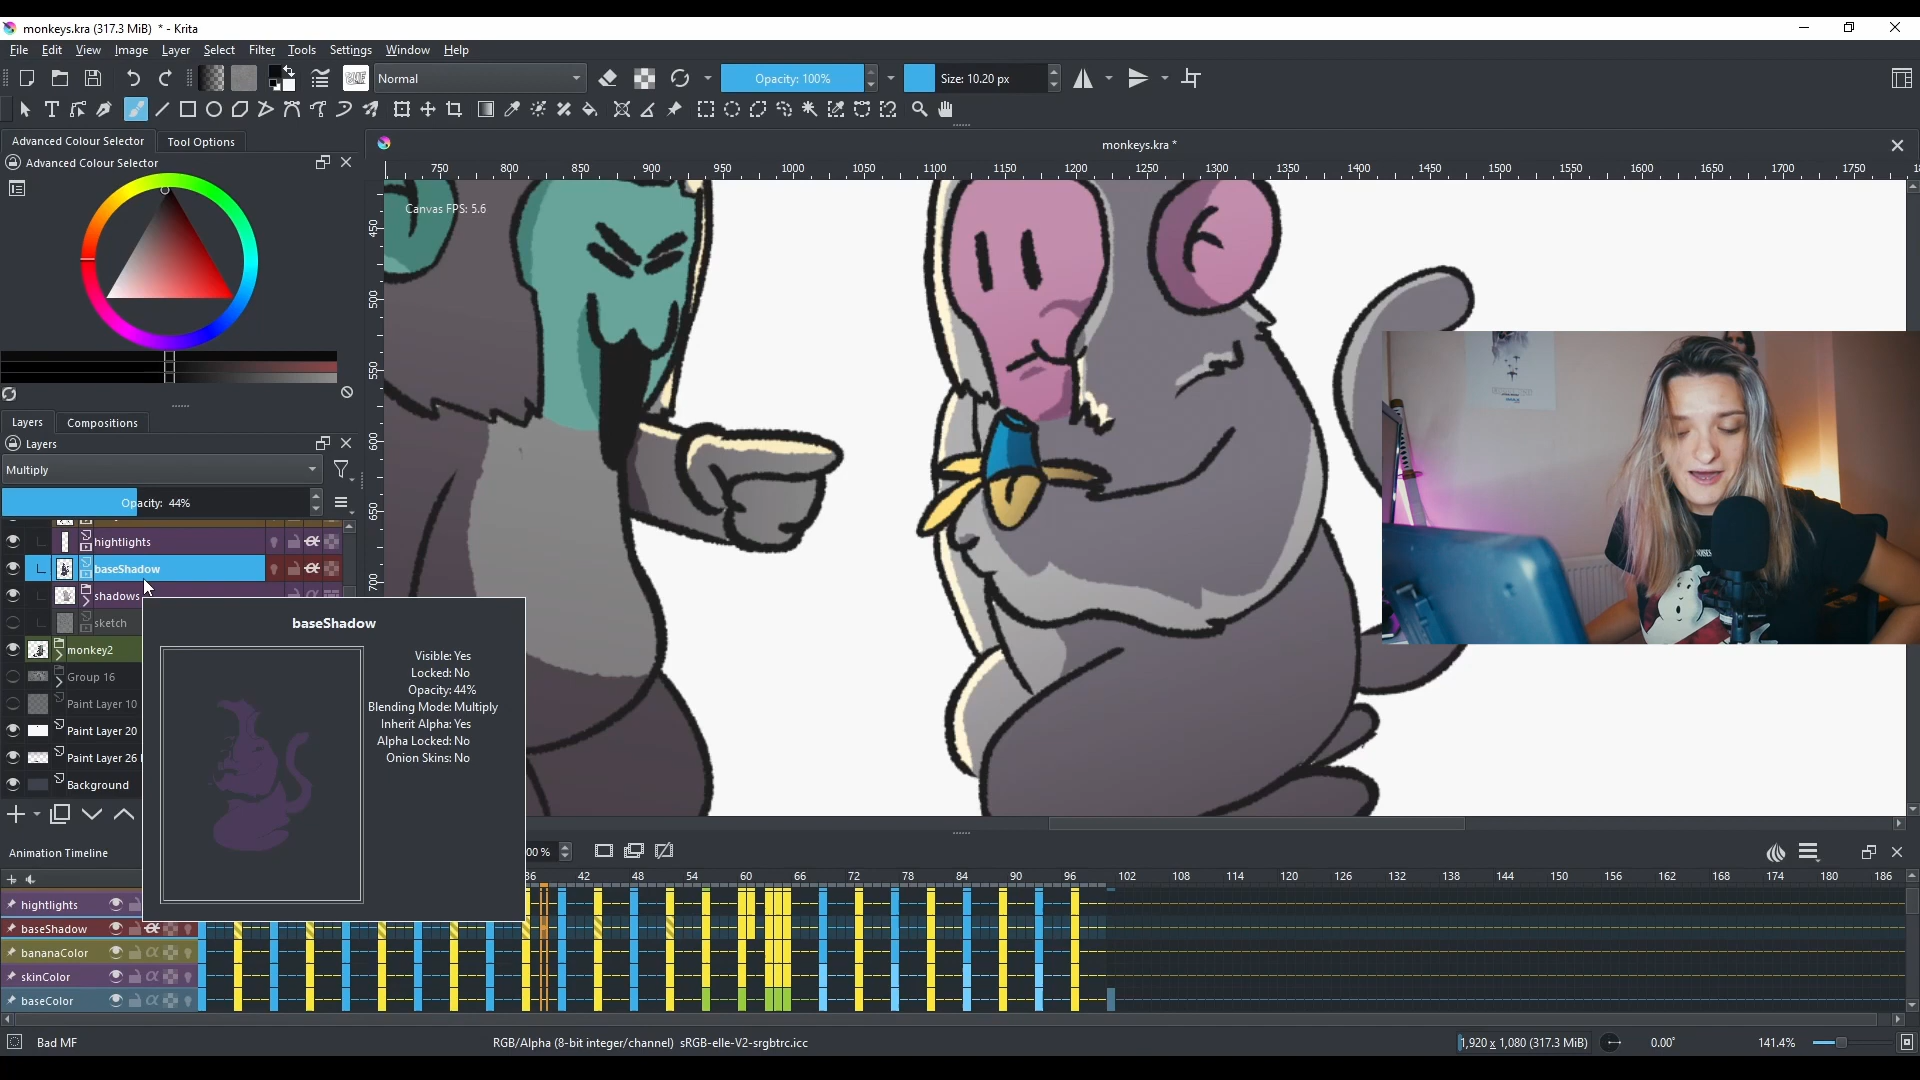 monkeys.kra (317.3 MiB) * - Krita
File Edit View Image Layer Select Filter Tools Settings Window Help
Normal
Opacity: 100%
Size: 10.20 px
Advanced Colour Selector Tool Options
Advanced Colour Selector
monkeys.kra *
750 800 850 900 950 1000 1050 1100 1150 1200 1250 1300 1350 1400 1450 1500 1550 1600 1650 1700 1750
450
500
550
600
650
700
Canvas FPS: 5.6
Layers Compositions
Layers
Multiply
Opacity: 44%
hightlights
baseShadow
shadows
sketch
monkey2
Group 16
Paint Layer 10
Paint Layer 20
Paint Layer 26
Background
baseShadow
Visible: Yes
Locked: No
Opacity: 44%
Blending Mode: Multiply
Inherit Alpha: Yes
Alpha Locked: No
Onion Skins: No
Animation Timeline
00 %
36 42 48 54 60 66 72 78 84 90 96 102 108 114 120 126 132 138 144 150 156 162 168 174 180 186
hightlights
baseShadow
bananaColor
skinColor
baseColor
Bad MF
RGB/Alpha (8-bit integer/channel) sRGB-elle-V2-srgbtrc.icc
1,920 x 1,080 (317.3 MiB)
0.00°
141.4%